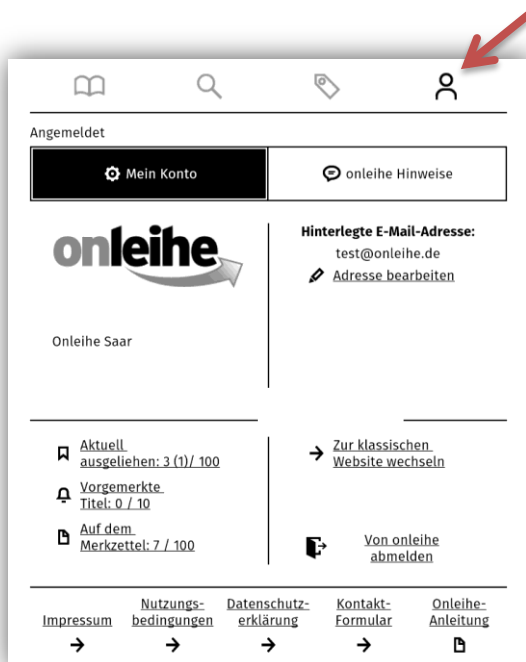 Angemeldet
Mein Konto
onleihe Hinweise
onleihe
Onleihe Saar
Hinterlegte E-Mail-Adresse:
test@onleihe.de
Adresse bearbeiten
Aktuell
ausgeliehen: 3 (1)/ 100
Vorgemerkte
Titel: 0 / 10
Auf dem
Merkzettel: 7 / 100
Zur klassischen
Website wechseln
Von onleihe
abmelden
Impressum
Nutzungs-
bedingungen
Datenschutz-
erklärung
Kontakt-
Formular
Onleihe-
Anleitung